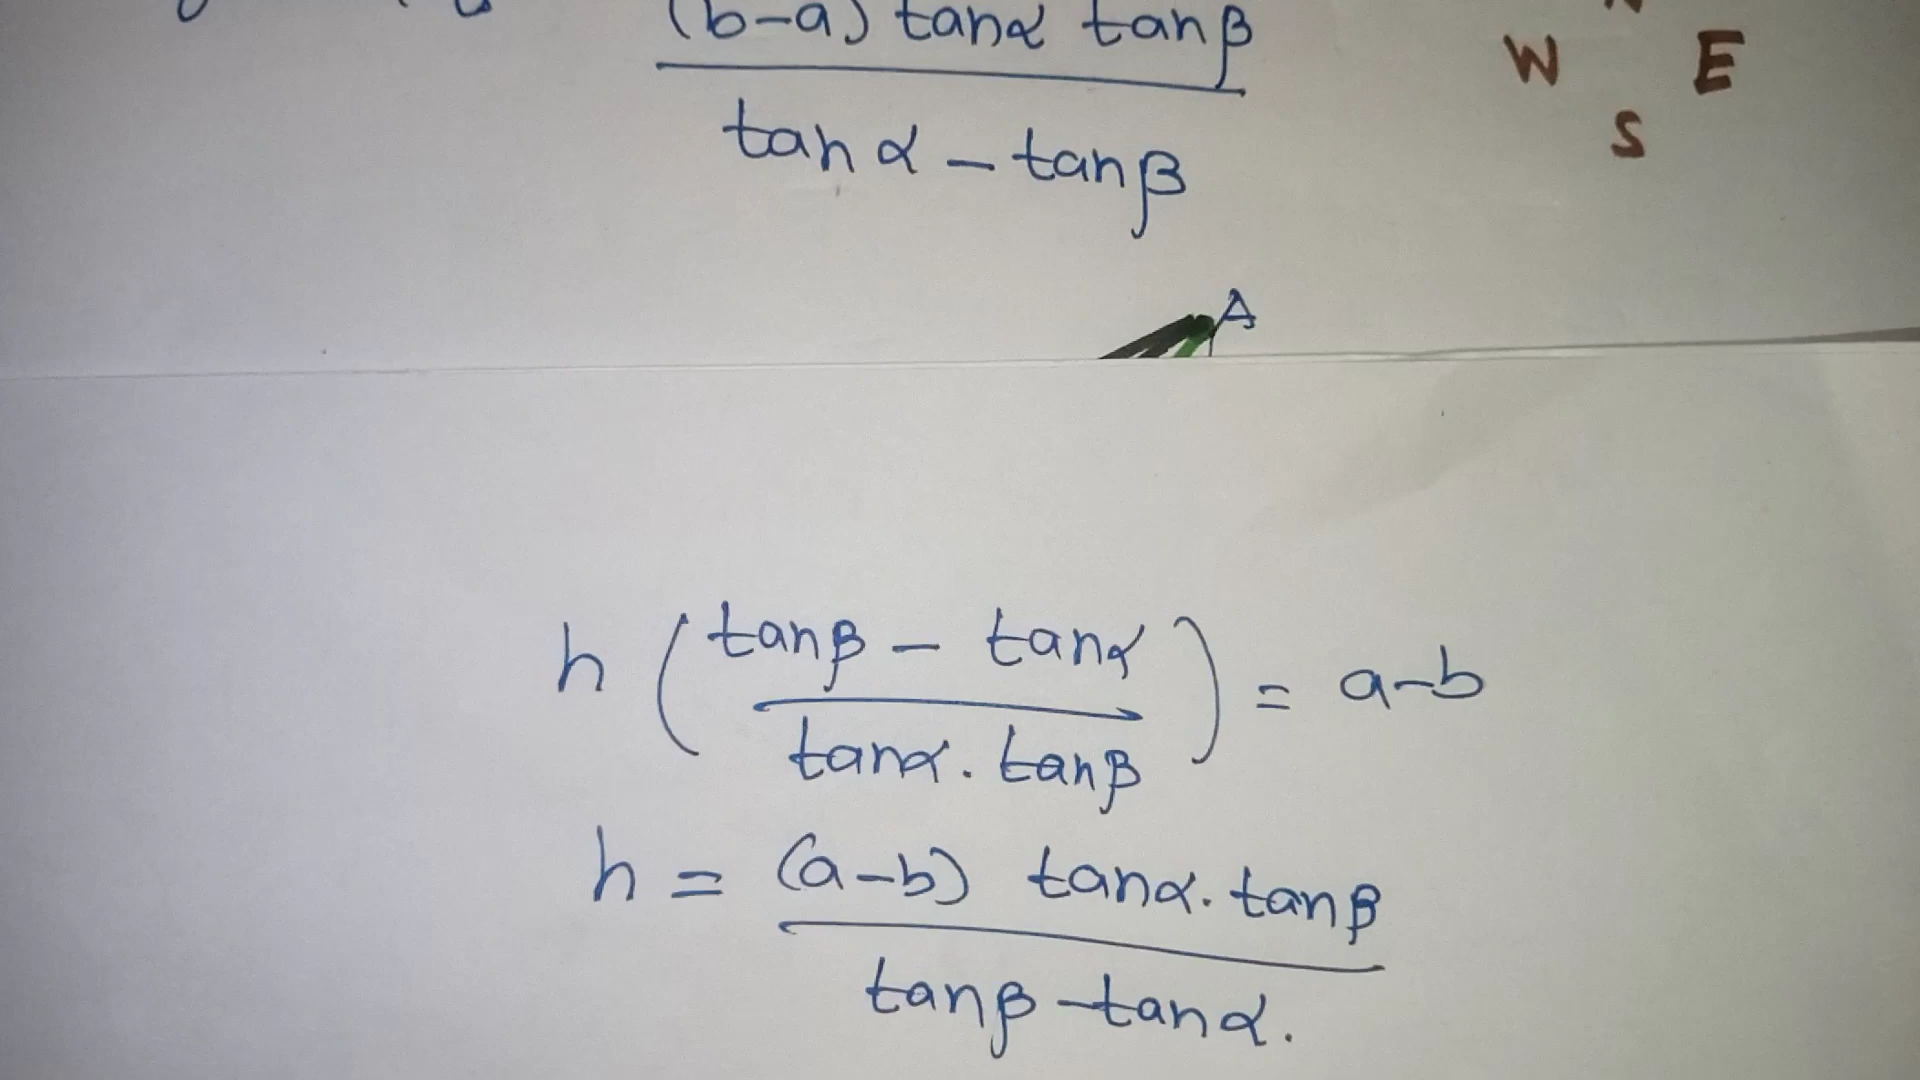 (b-a) tanα tanβ
W E
tanα - tanβ
S
A
h ( tanβ - tanα ) = a-b
tanα . tanβ
h = (a-b) tanα . tanβ
tanβ - tanα .